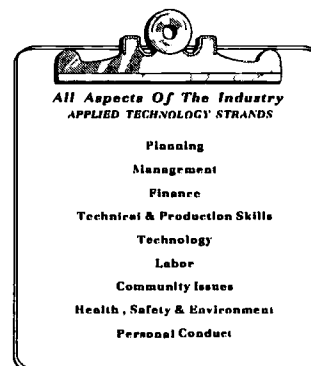 All Aspects Of The Industry
APPLIED TECHNOLOGY STRANDS
Planning
Management
Finance
Technical & Production Skills
Technology
Labor
Community Issues
Health , Safety & Environment
Personal Conduct